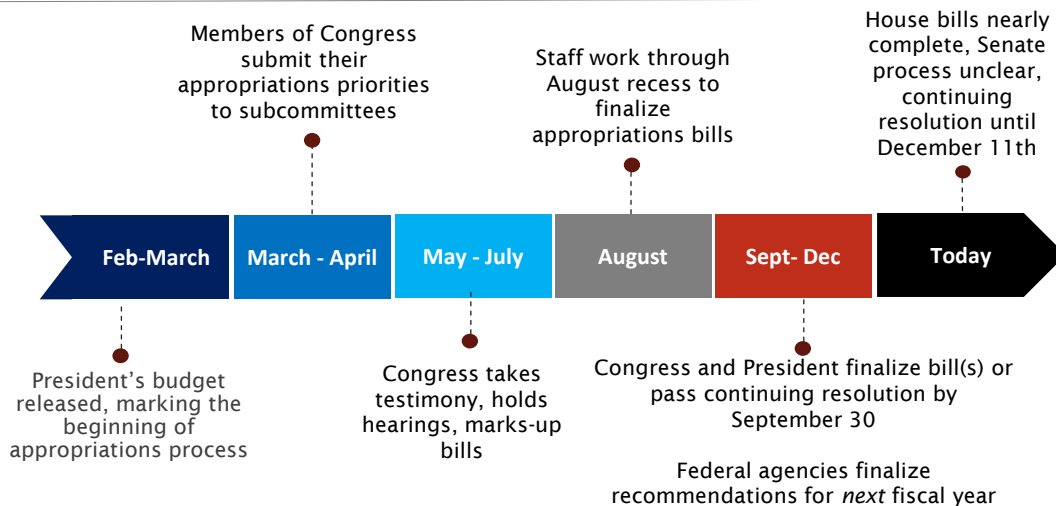 Members of Congress
submit their
appropriations priorities
to subcommittees
Staff work through
August recess to
finalize
appropriations bills
House bills nearly
complete, Senate
process unclear,
continuing
resolution until
December 11th
Feb-March
March - April
May - July
August
Sept- Dec
Today
President’s budget
released, marking the
beginning of
appropriations process
Congress takes
testimony, holds
hearings, marks-up
bills
Congress and President finalize bill(s) or
pass continuing resolution by
September 30
Federal agencies finalize
recommendations for next fiscal year